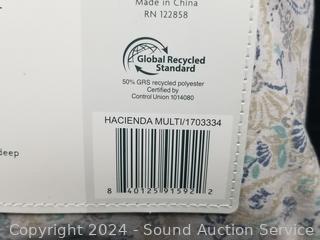 Made in China
RN 122858
Global Recycled
Standard
50% GRS recycled polyester
Certified by
Control Union 1014080
HACIENDA MULTI/1703334
deep
8 40125 91592 2
Copyright 2024 - Sound Auction Service